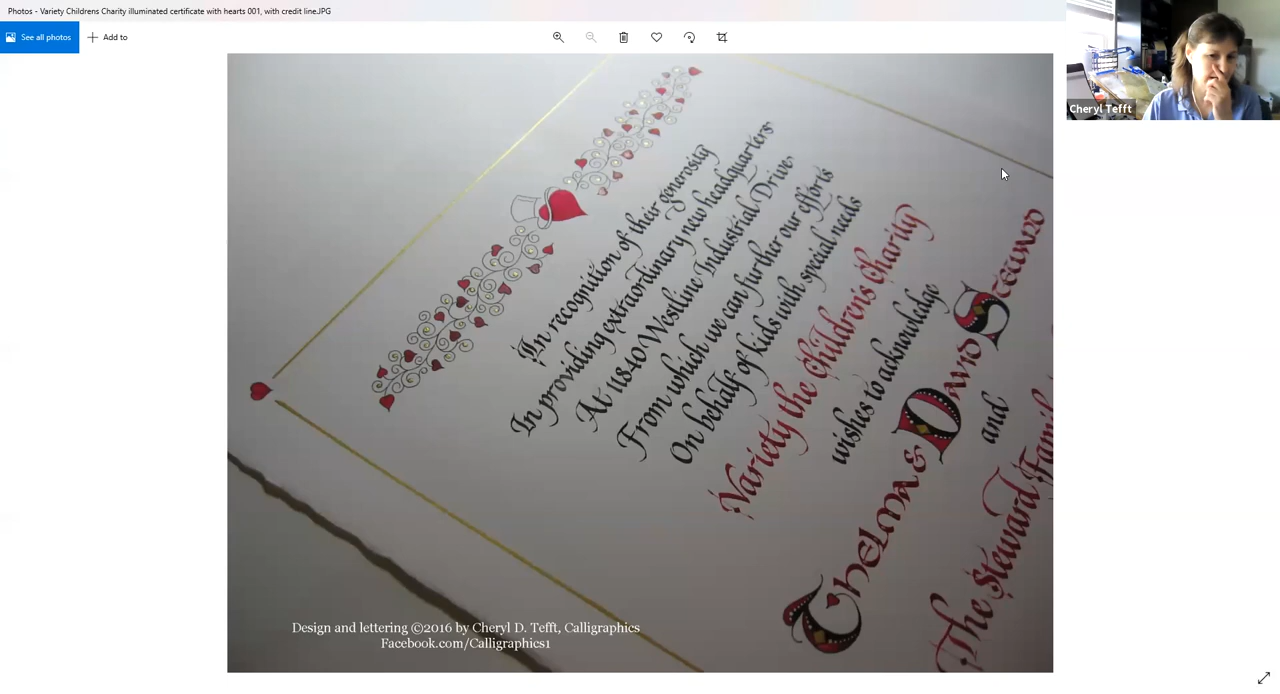 Photos - Variety Childrens Charity illuminated certificate with hearts 001, with credit line.JPG
See all photos
Add to
Cheryl Tefft
In recognition of their generosity
In providing extraordinary new headquarters
At 11840 Westline Industrial Drive
From which we can further our efforts
On behalf of kids with special needs
Variety the Childrens Charity
wishes to acknowledge
Thelma & David Steward
and
The Steward Family
Design and lettering ©2016 by Cheryl D. Tefft, Calligraphics
Facebook.com/Calligraphics1